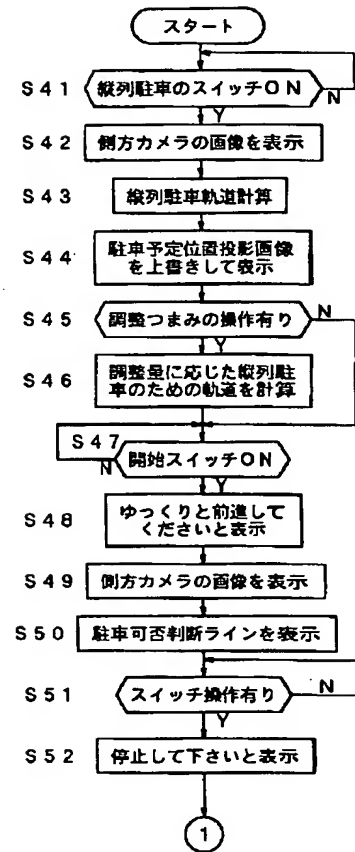 スタート
S41 縦列駐車のスイッチON N
Y
S42 側方カメラの画像を表示
S43 縦列駐車軌道計算
S44 駐車予定位置投影画像
を上書きして表示
S45 調整つまみの操作有り N
Y
S46 調整量に応じた縦列駐
車のための軌道を計算
S47
N 開始スイッチON
Y
S48 ゆっくりと前進して
くださいと表示
S49 側方カメラの画像を表示
S50 駐車可否判断ラインを表示
S51 スイッチ操作有り N
Y
S52 停止して下さいと表示
1